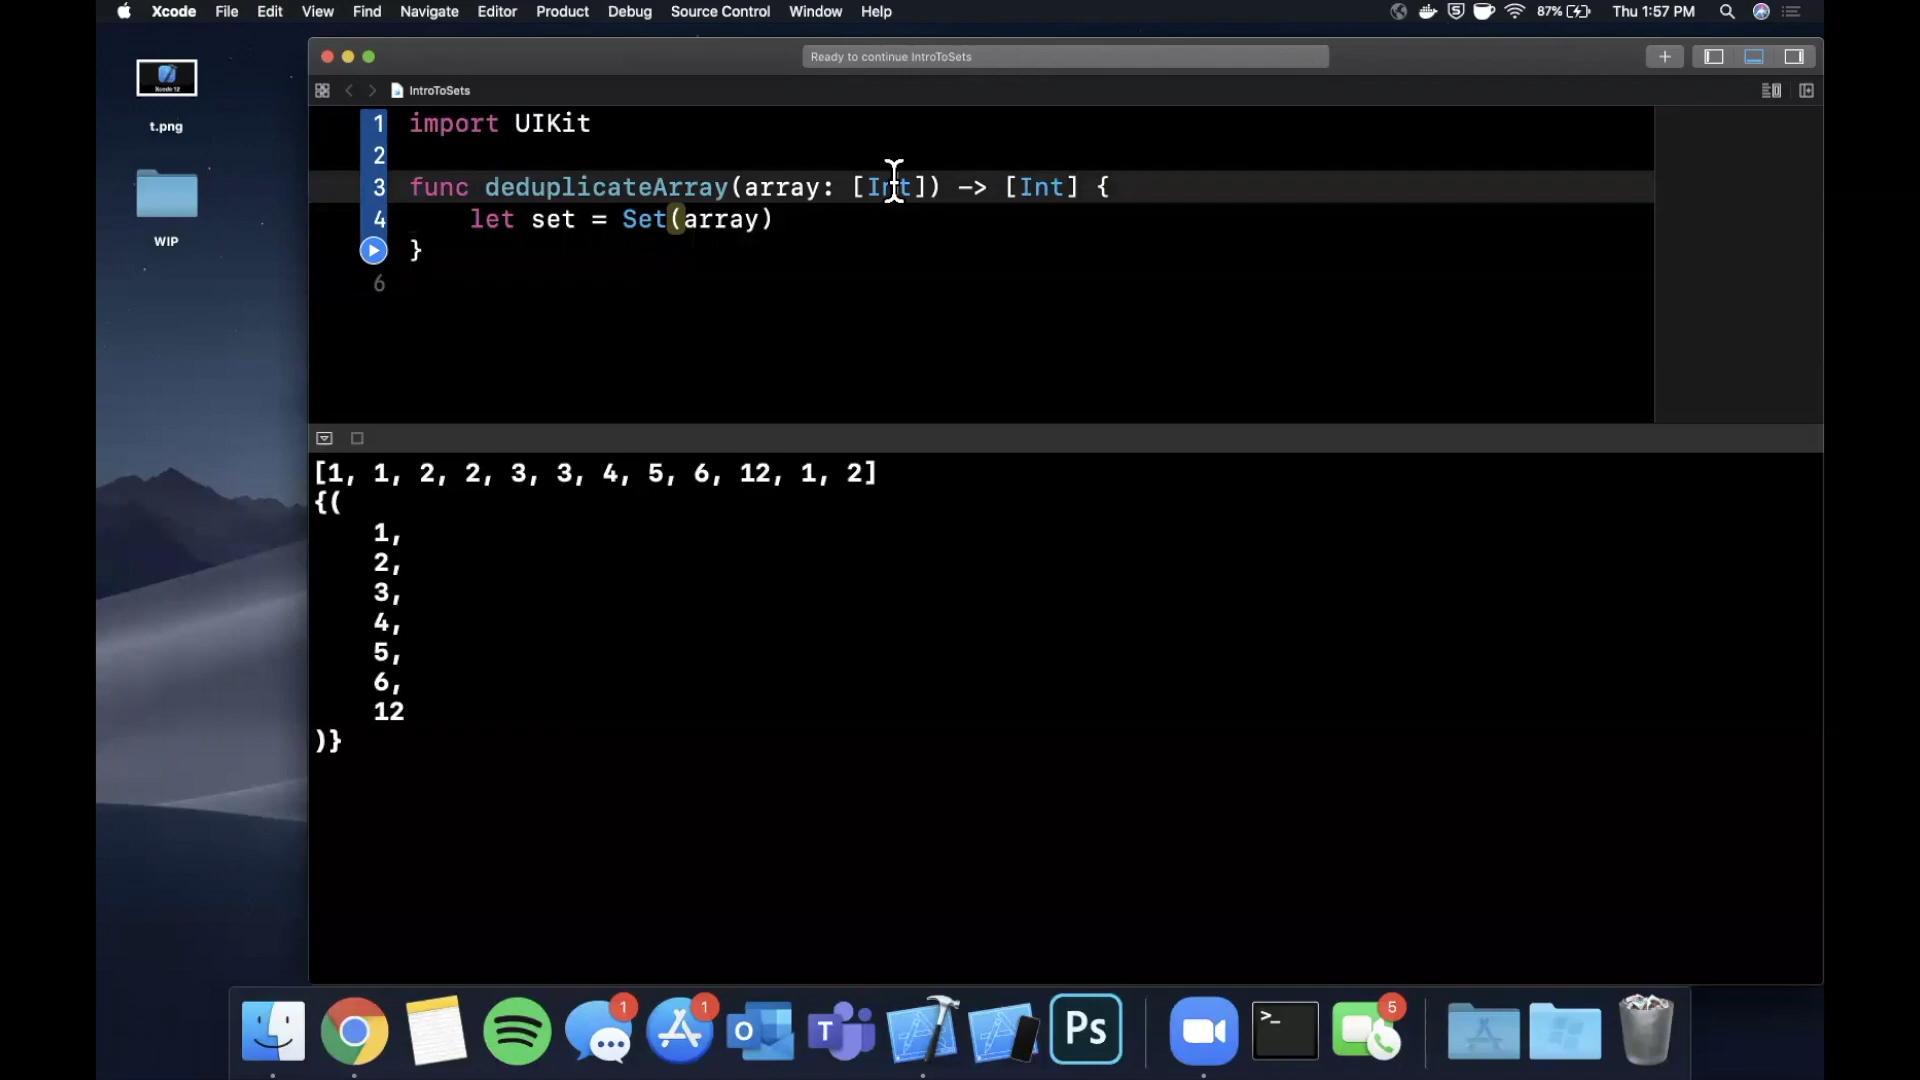 Xcode File Edit View Find Navigate Editor Product Debug Source Control Window Help
87% Thu 1:57 PM
Ready to continue IntroToSets
IntroToSets
t.png
WIP
1 import UIKit
2
3 func deduplicateArray(array: [Int]) -> [Int] {
4 let set = Set(array)
}
6
[1, 1, 2, 2, 3, 3, 4, 5, 6, 12, 1, 2]
{(
1,
2,
3,
4,
5,
6,
12
)}
1
1
5
Ps
>_